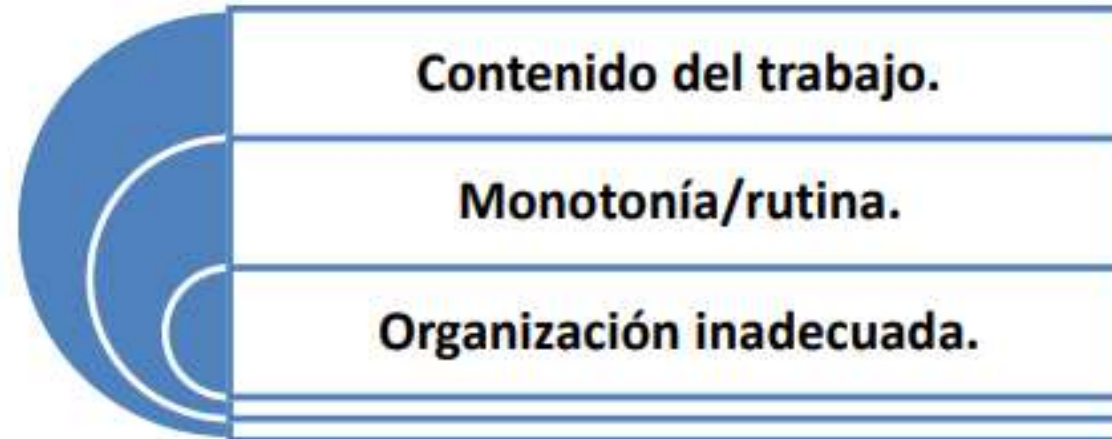 Contenido del trabajo.
Monotonía/rutina.
Organización inadecuada.